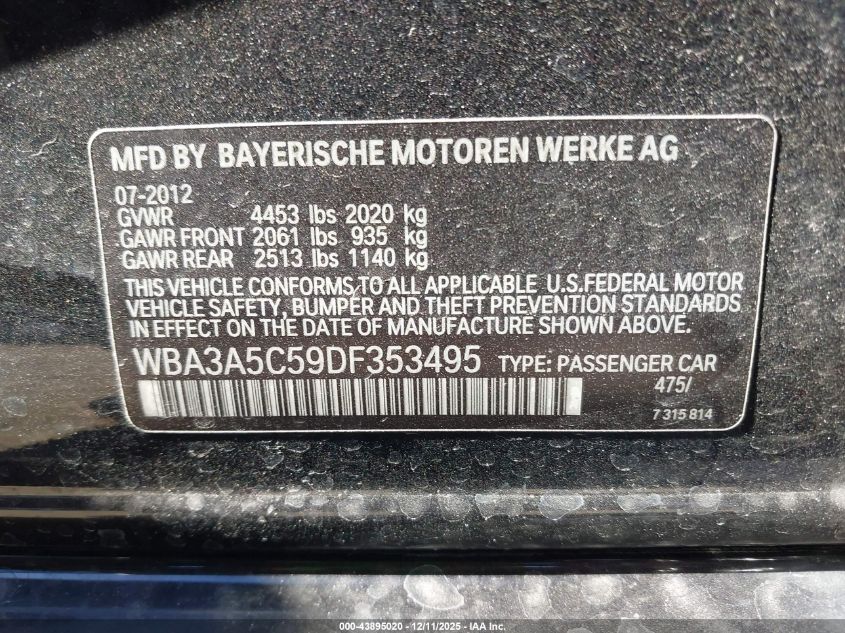 MFD BY BAYERISCHE MOTOREN WERKE AG
07-2012
GVWR 4453 lbs 2020 kg
GAWR FRONT 2061 lbs 935 kg
GAWR REAR 2513 lbs 1140 kg
THIS VEHICLE CONFORMS TO ALL APPLICABLE U.S.FEDERAL MOTOR
VEHICLE SAFETY, BUMPER AND THEFT PREVENTION STANDARDS
IN EFFECT ON THE DATE OF MANUFACTURE SHOWN ABOVE.
WBA3A5C59DF353495 TYPE: PASSENGER CAR
475/
7 315 814
000-43895020 - 12/11/2025 - IAA Inc.